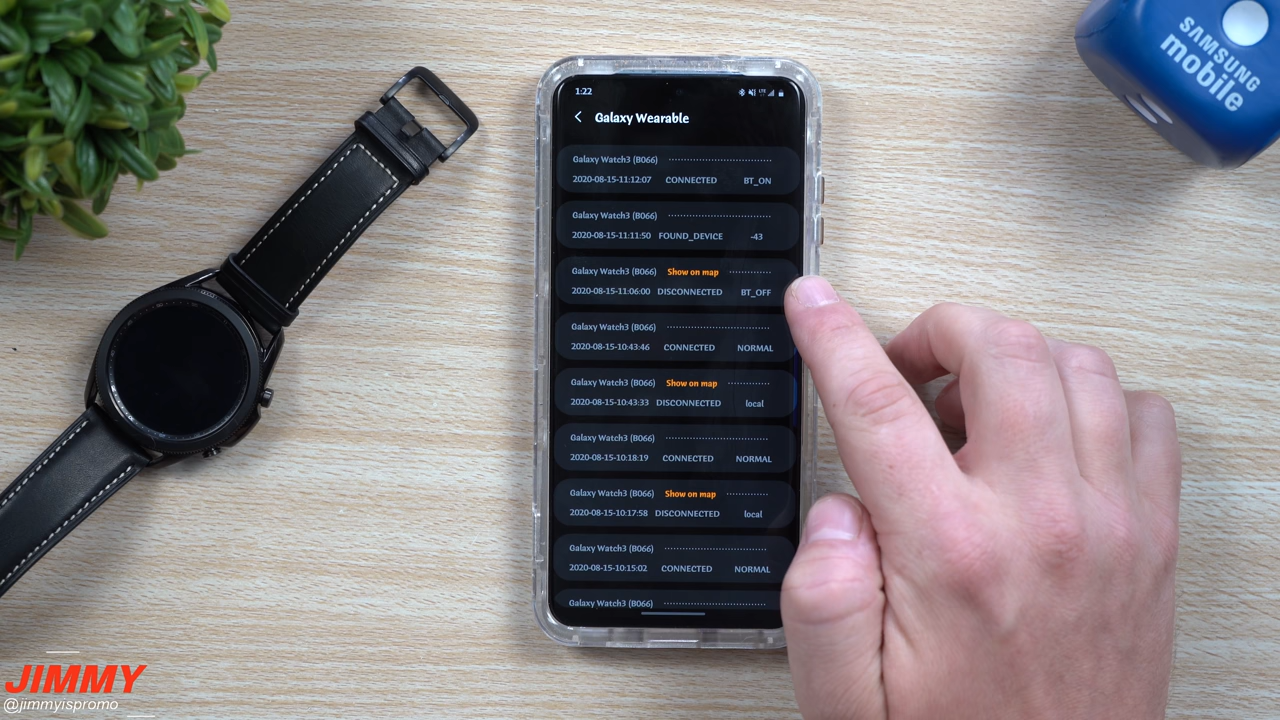 SAMSUNG
mobile
1:22 LTE
Galaxy Wearable
Galaxy Watch3 (B066)
2020-08-15-11:12:07 CONNECTED BT_ON
Galaxy Watch3 (B066)
2020-08-15-11:11:50 FOUND_DEVICE -43
Galaxy Watch3 (B066) Show on map
2020-08-15-11:06:00 DISCONNECTED BT_OFF
Galaxy Watch3 (B066)
2020-08-15-10:43:46 CONNECTED NORMAL
Galaxy Watch3 (B066) Show on map
2020-08-15-10:43:33 DISCONNECTED local
Galaxy Watch3 (B066)
2020-08-15-10:18:19 CONNECTED NORMAL
Galaxy Watch3 (B066) Show on map
2020-08-15-10:17:58 DISCONNECTED local
Galaxy Watch3 (B066)
2020-08-15-10:15:02 CONNECTED NORMAL
Galaxy Watch3 (B066)
JIMMY
@jimmyispromo